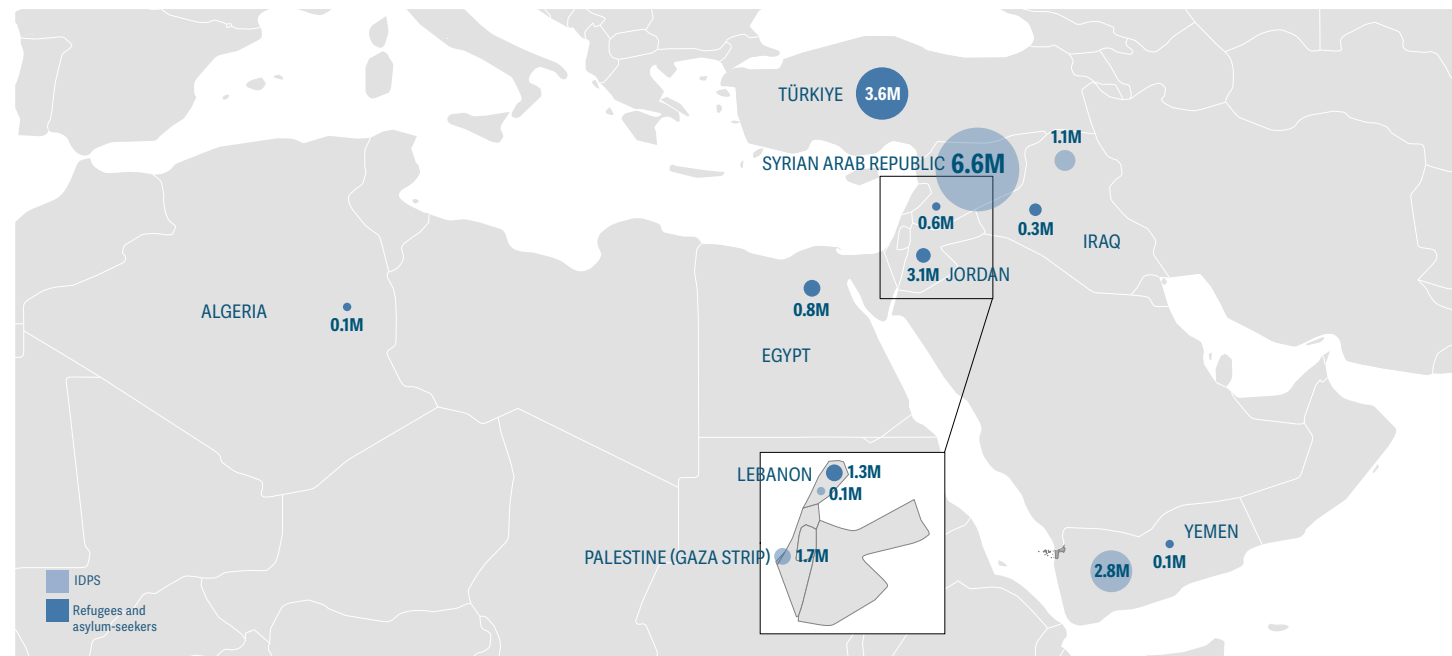 TÜRKIYE
3.6M
1.1M
SYRIAN ARAB REPUBLIC
6.6M
0.6M
0.3M
IRAQ
3.1M
JORDAN
ALGERIA
0.1M
0.8M
EGYPT
LEBANON
1.3M
0.1M
PALESTINE (GAZA STRIP)
1.7M
YEMEN
0.1M
2.8M
IDPS
Refugees and
asylum-seekers